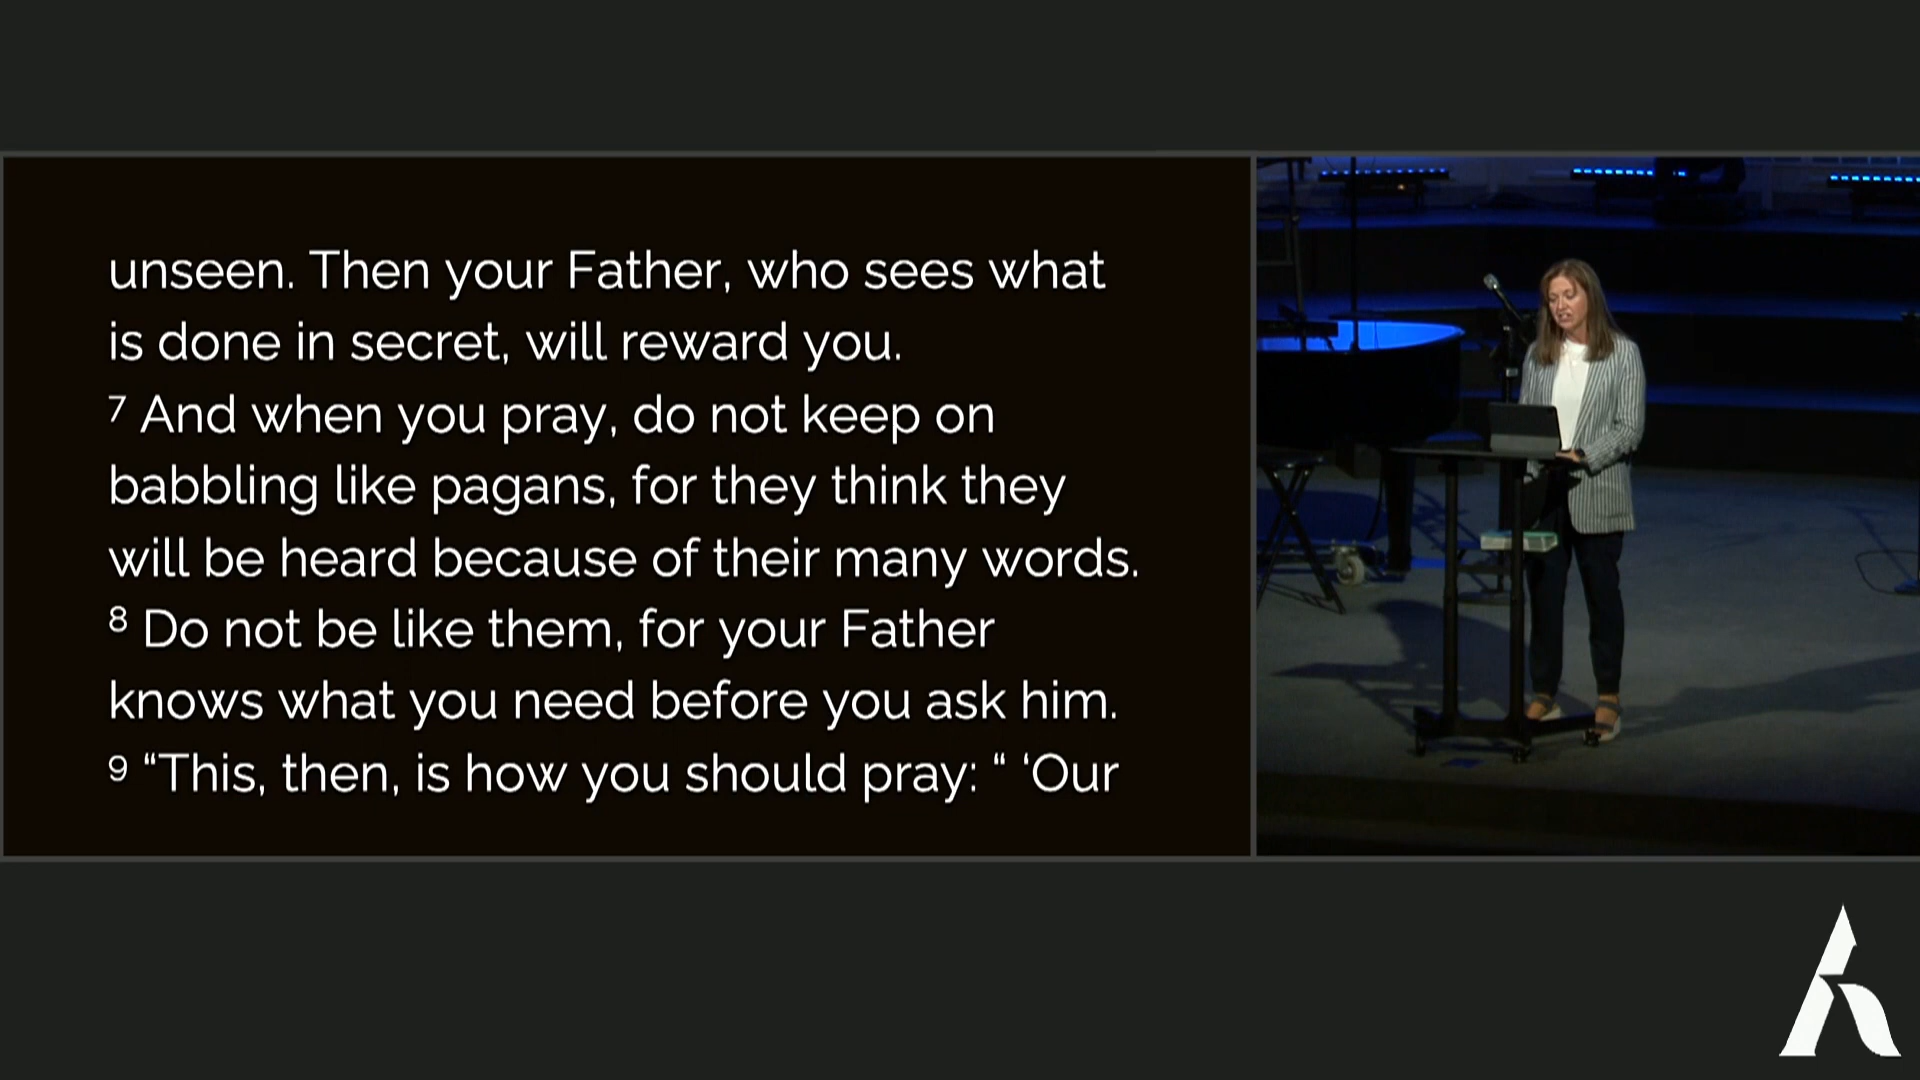 unseen. Then your Father, who sees what
is done in secret, will reward you.
7 And when you pray, do not keep on
babbling like pagans, for they think they
will be heard because of their many words.
8 Do not be like them, for your Father
knows what you need before you ask him.
9 “This, then, is how you should pray: “ ‘Our